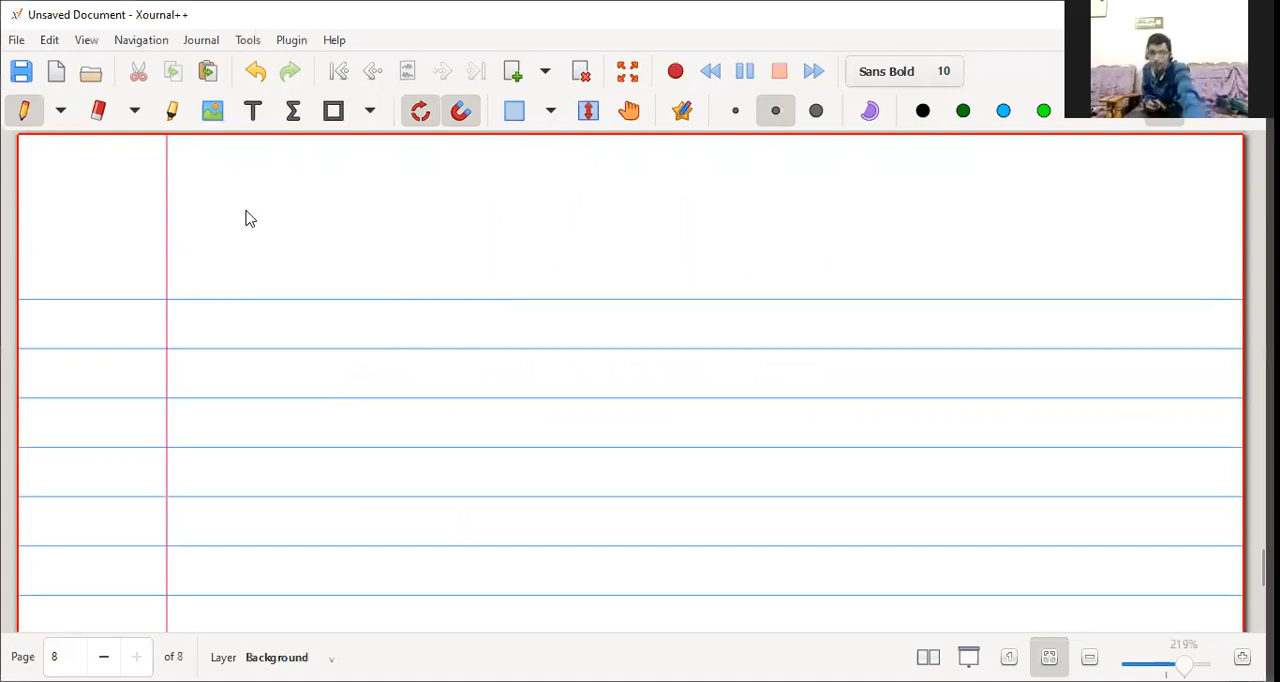 Unsaved Document - Xournal++
File Edit View Navigation Journal Tools Plugin Help
Sans Bold 10
219%
Page 8 of 8 Layer Background